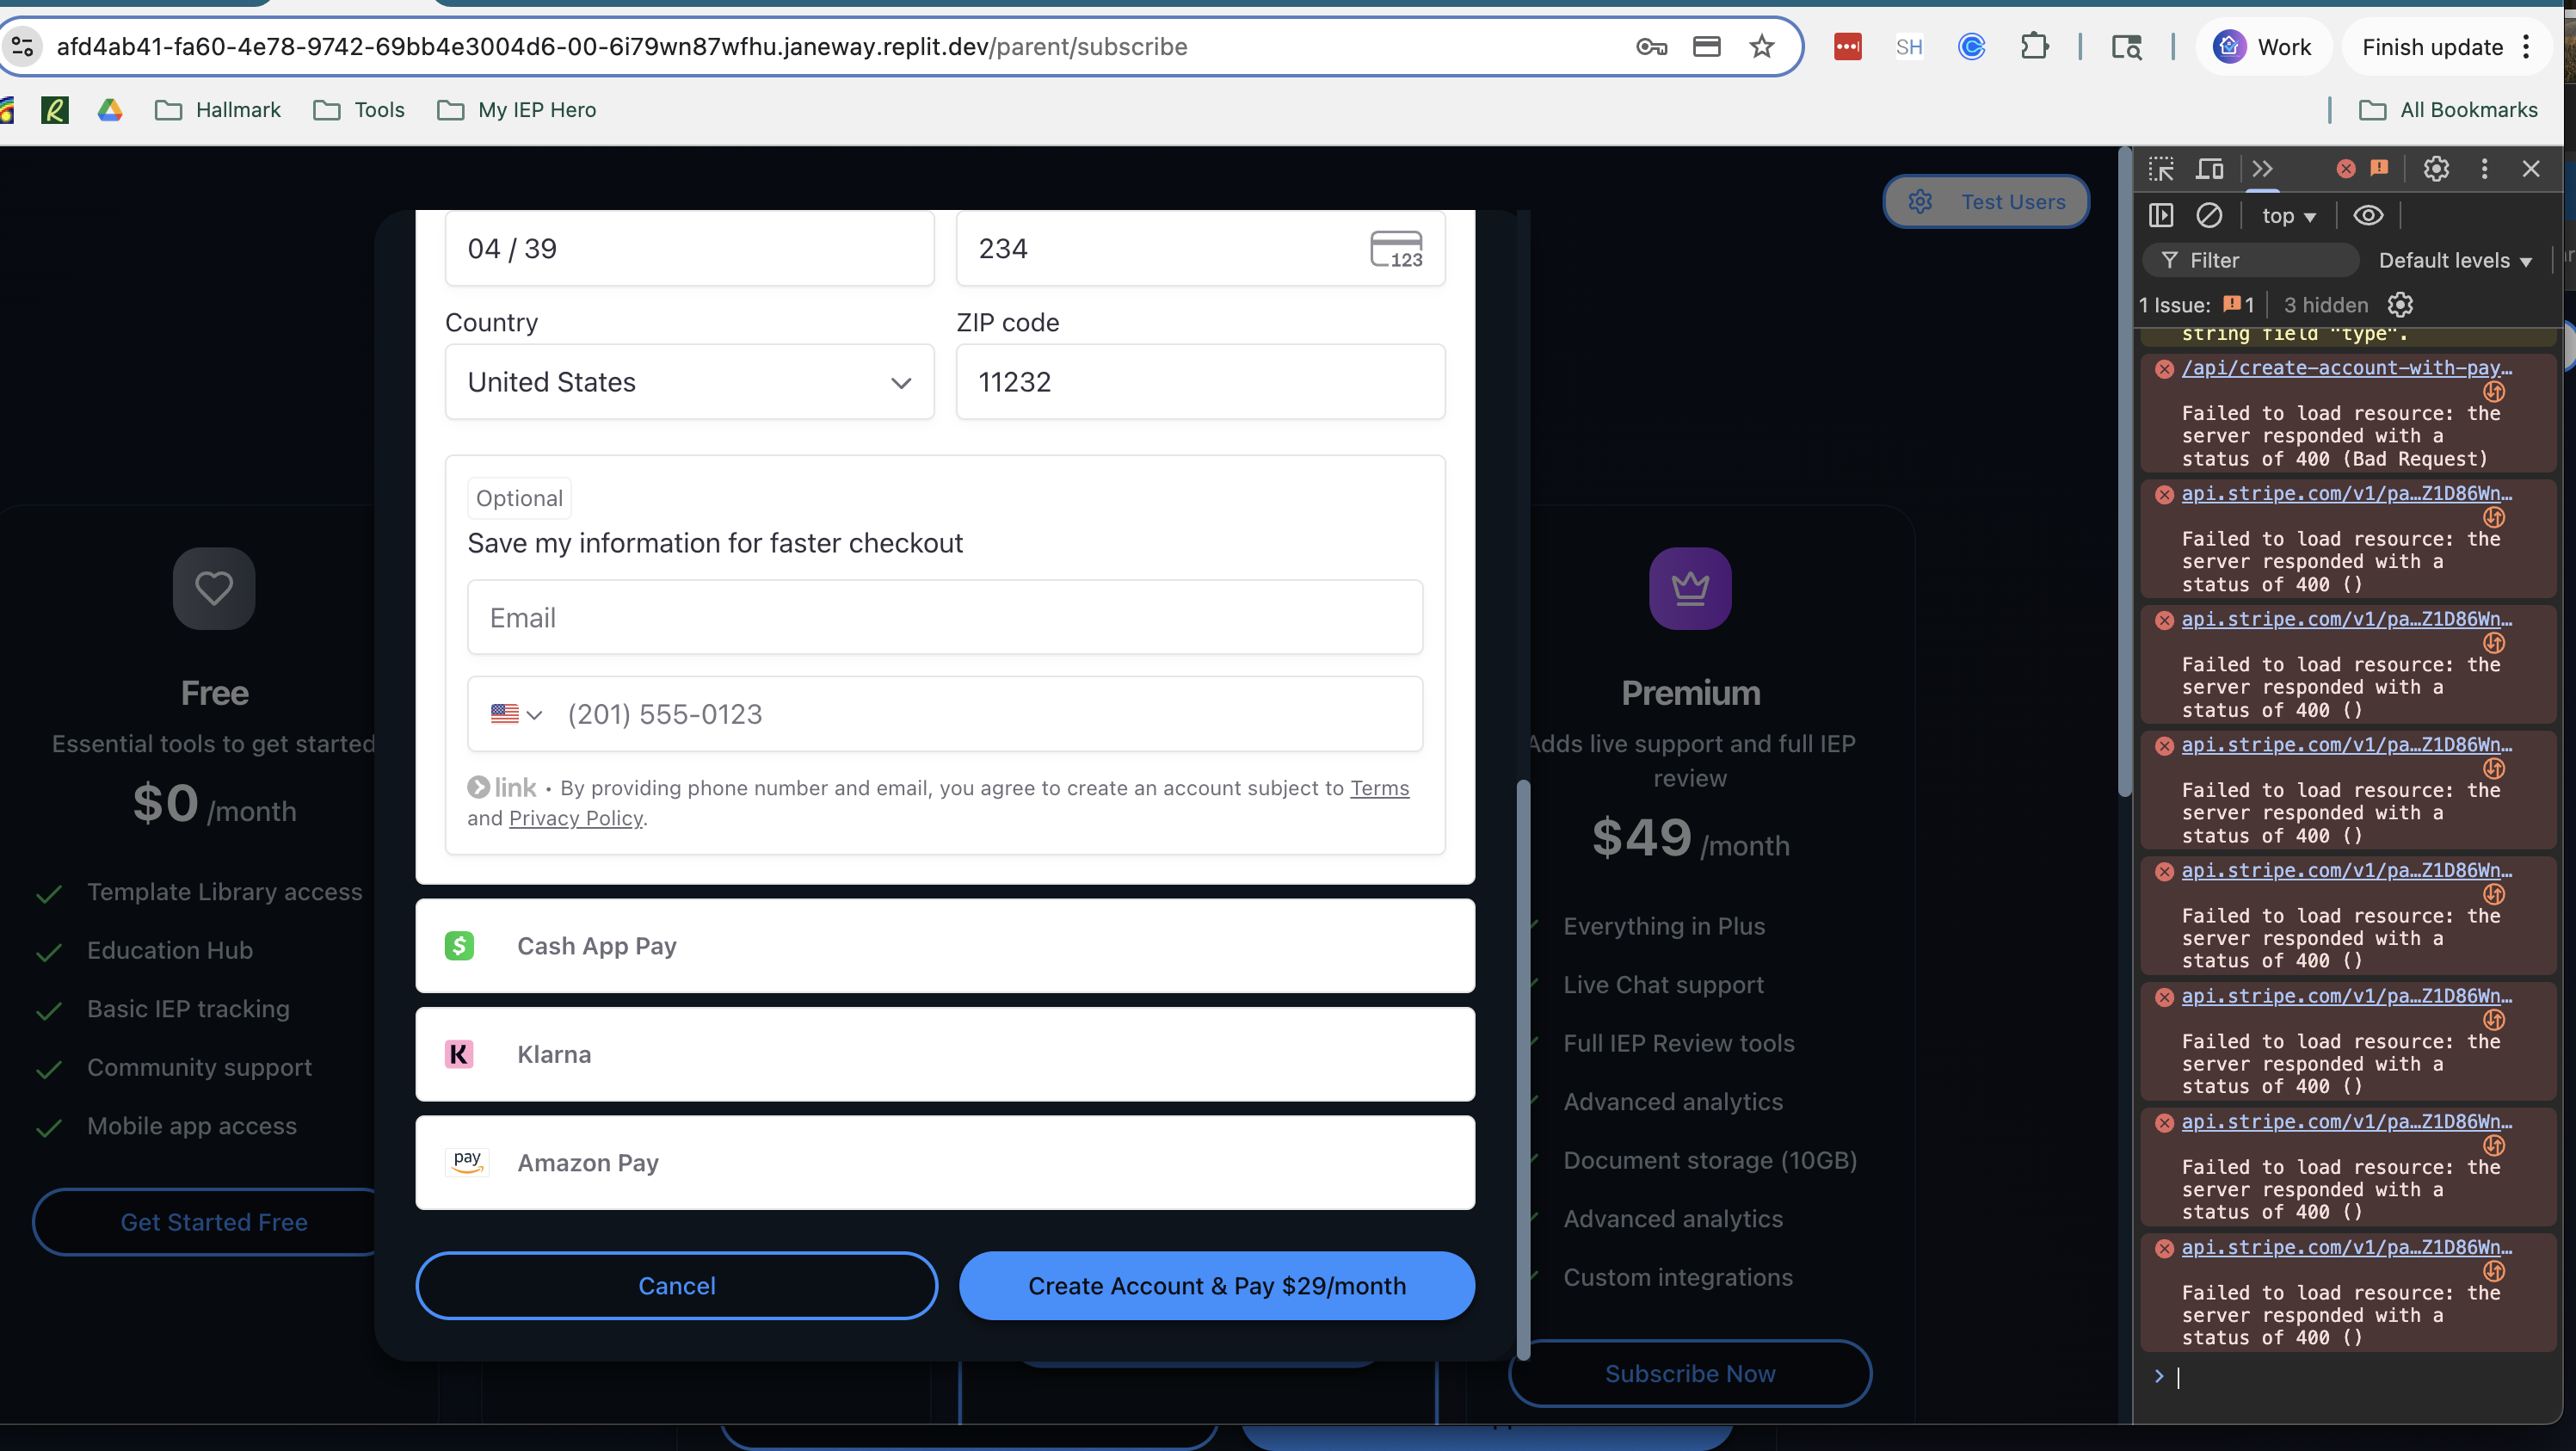 afd4ab41-fa60-4e78-9742-69bb4e3004d6-00-6i79wn87wfhu.janeway.replit.dev/parent/subscribe
SH
Work
Finish update
Hallmark
Tools
My IEP Hero
All Bookmarks
Test Users
04 / 39
234
123
Country
ZIP code
United States
11232
Optional
Save my information for faster checkout
Email
(201) 555-0123
link • By providing phone number and email, you agree to create an account subject to Terms
and Privacy Policy.
Cash App Pay
Klarna
pay
Amazon Pay
Cancel
Create Account & Pay $29/month
Free
Essential tools to get started
$0 /month
Template Library access
Education Hub
Basic IEP tracking
Community support
Mobile app access
Get Started Free
Premium
Adds live support and full IEP
review
$49 /month
Everything in Plus
Live Chat support
Full IEP Review tools
Advanced analytics
Document storage (10GB)
Advanced analytics
Custom integrations
Subscribe Now
top
Filter
Default levels
1 Issue: 1
3 hidden
string field "type".
/api/create-account-with-pay…
Failed to load resource: the
server responded with a
status of 400 (Bad Request)
api.stripe.com/v1/pa…Z1D86Wn…
Failed to load resource: the
server responded with a
status of 400 ()
api.stripe.com/v1/pa…Z1D86Wn…
Failed to load resource: the
server responded with a
status of 400 ()
api.stripe.com/v1/pa…Z1D86Wn…
Failed to load resource: the
server responded with a
status of 400 ()
api.stripe.com/v1/pa…Z1D86Wn…
Failed to load resource: the
server responded with a
status of 400 ()
api.stripe.com/v1/pa…Z1D86Wn…
Failed to load resource: the
server responded with a
status of 400 ()
api.stripe.com/v1/pa…Z1D86Wn…
Failed to load resource: the
server responded with a
status of 400 ()
api.stripe.com/v1/pa…Z1D86Wn…
Failed to load resource: the
server responded with a
status of 400 ()